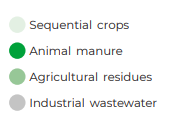 Sequential crops
Animal manure
Agricultural residues
Industrial wastewater